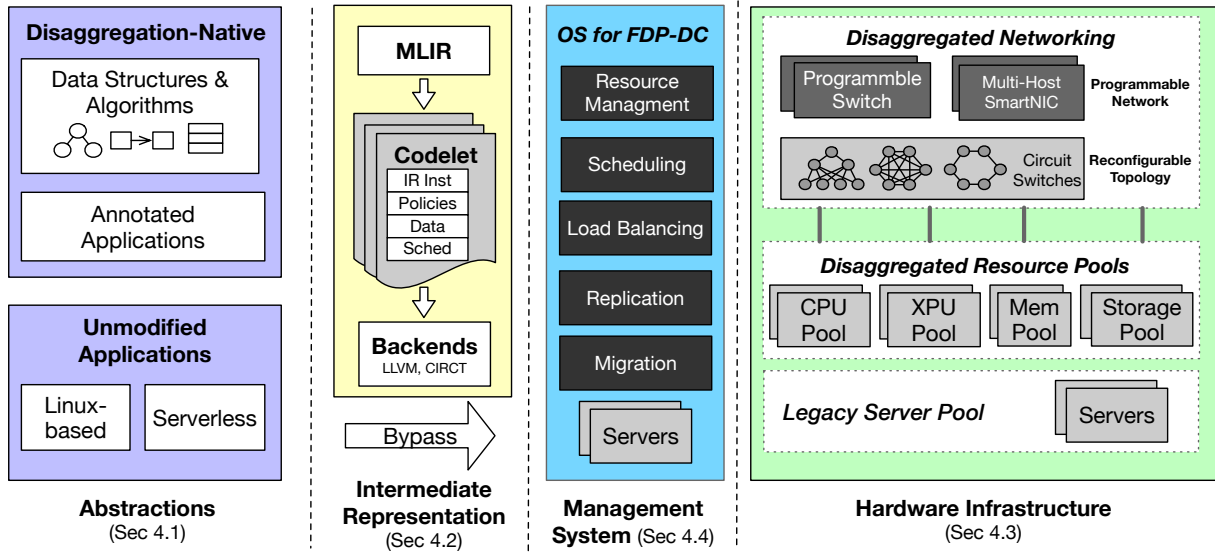 Disaggregation-Native
Data Structures &
Algorithms
Annotated
Applications
Unmodified
Applications
Linux-
based
Serverless
Abstractions
(Sec 4.1)
MLIR
Codelet
IR Inst
Policies
Data
Sched
Backends
LLVM, CIRCT
Bypass
Intermediate
Representation
(Sec 4.2)
OS for FDP-DC
Resource
Managment
Scheduling
Load Balancing
Replication
Migration
Servers
Management
System (Sec 4.4)
Disaggregated Networking
Programmble
Switch
Multi-Host
SmartNIC
Programmable
Network
Circuit
Switches
Reconfigurable
Topology
Disaggregated Resource Pools
CPU
Pool
XPU
Pool
Mem
Pool
Storage
Pool
Legacy Server Pool
Servers
Hardware Infrastructure
(Sec 4.3)